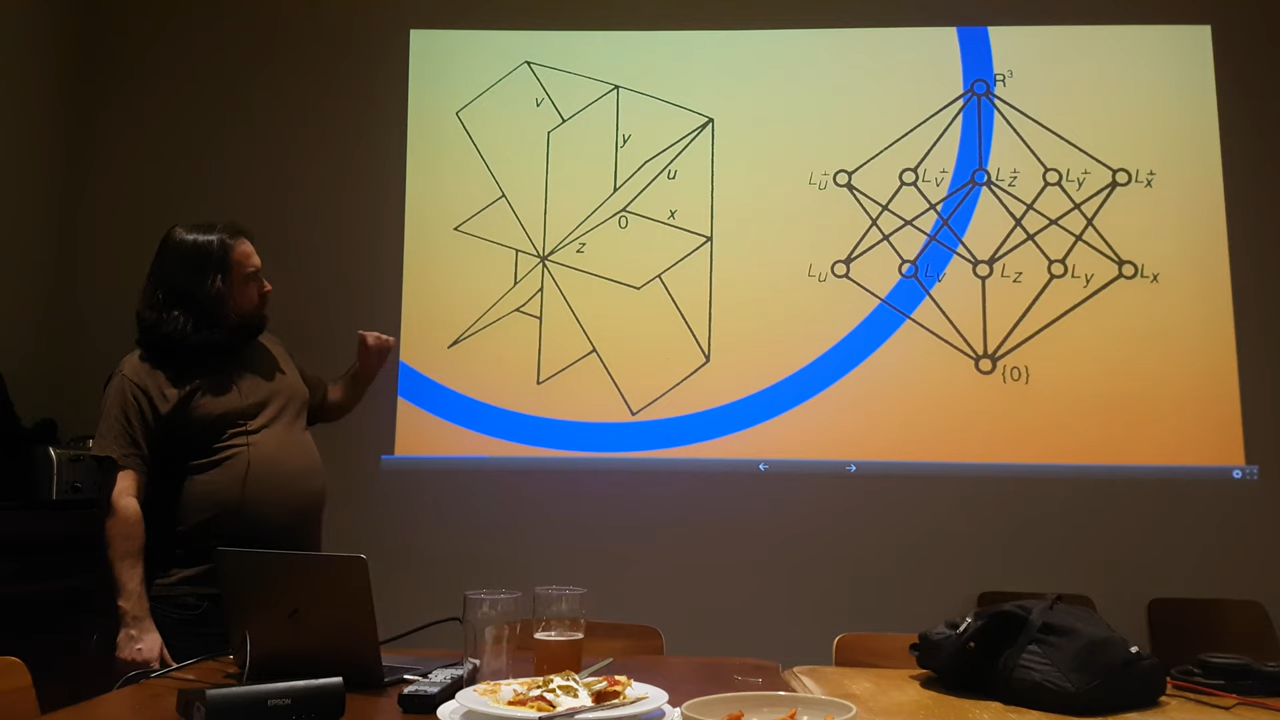 R³
v
y
u
L⊥u L⊥v L⊥z L⊥y L⊥x
0 x
z
Lu Lv Lz Ly Lx
{0}
EPSON